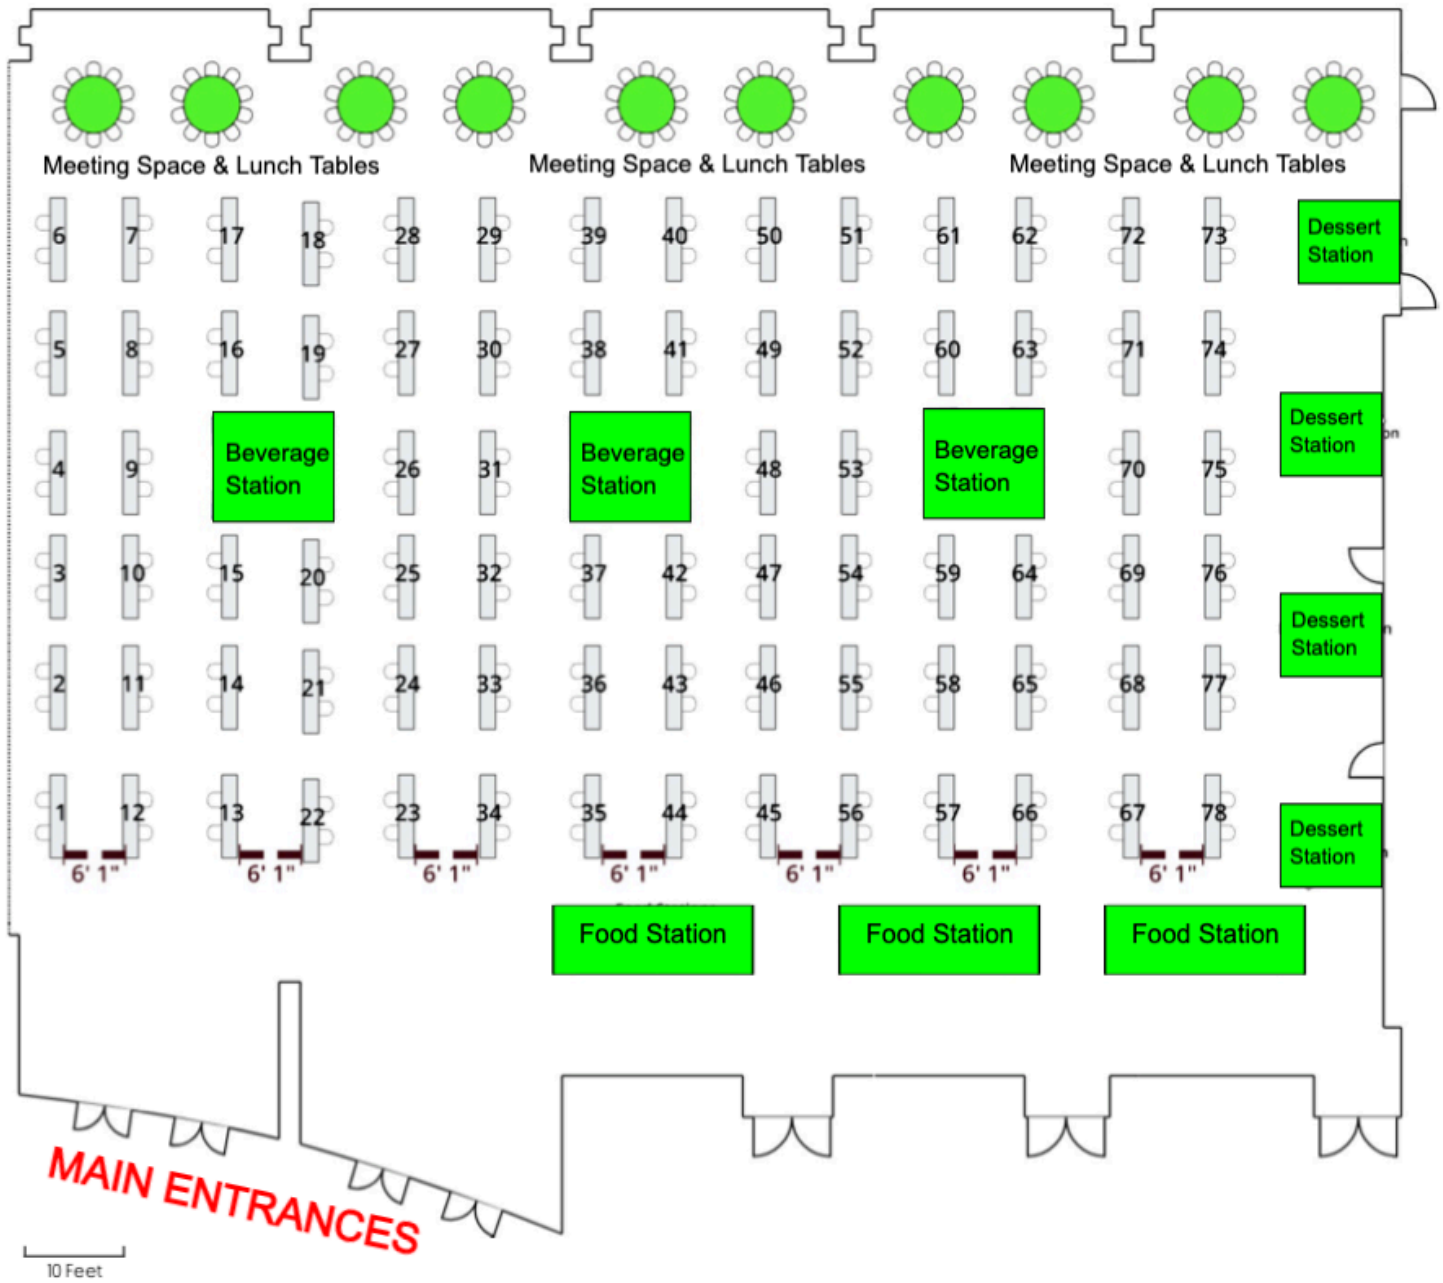 Meeting Space & Lunch Tables
Meeting Space & Lunch Tables
Meeting Space & Lunch Tables
6 7 17 18 28 29 39 40 50 51 61 62 72 73
Dessert
Station
5 8 16 19 27 30 38 41 49 52 60 63 71 74
4 9 26 31 48 53 70 75
Beverage
Station
Beverage
Station
Beverage
Station
Dessert
Station
on
3 10 15 20 25 32 37 42 47 54 59 64 69 76
Dessert
Station
2 11 14 21 24 33 36 43 46 55 58 65 68 77
1 12 13 22 23 34 35 44 45 56 57 66 67 78
Dessert
Station
6' 1" 6' 1" 6' 1" 6' 1" 6' 1" 6' 1" 6' 1"
Food Station
Food Station
Food Station
MAIN ENTRANCES
10 Feet